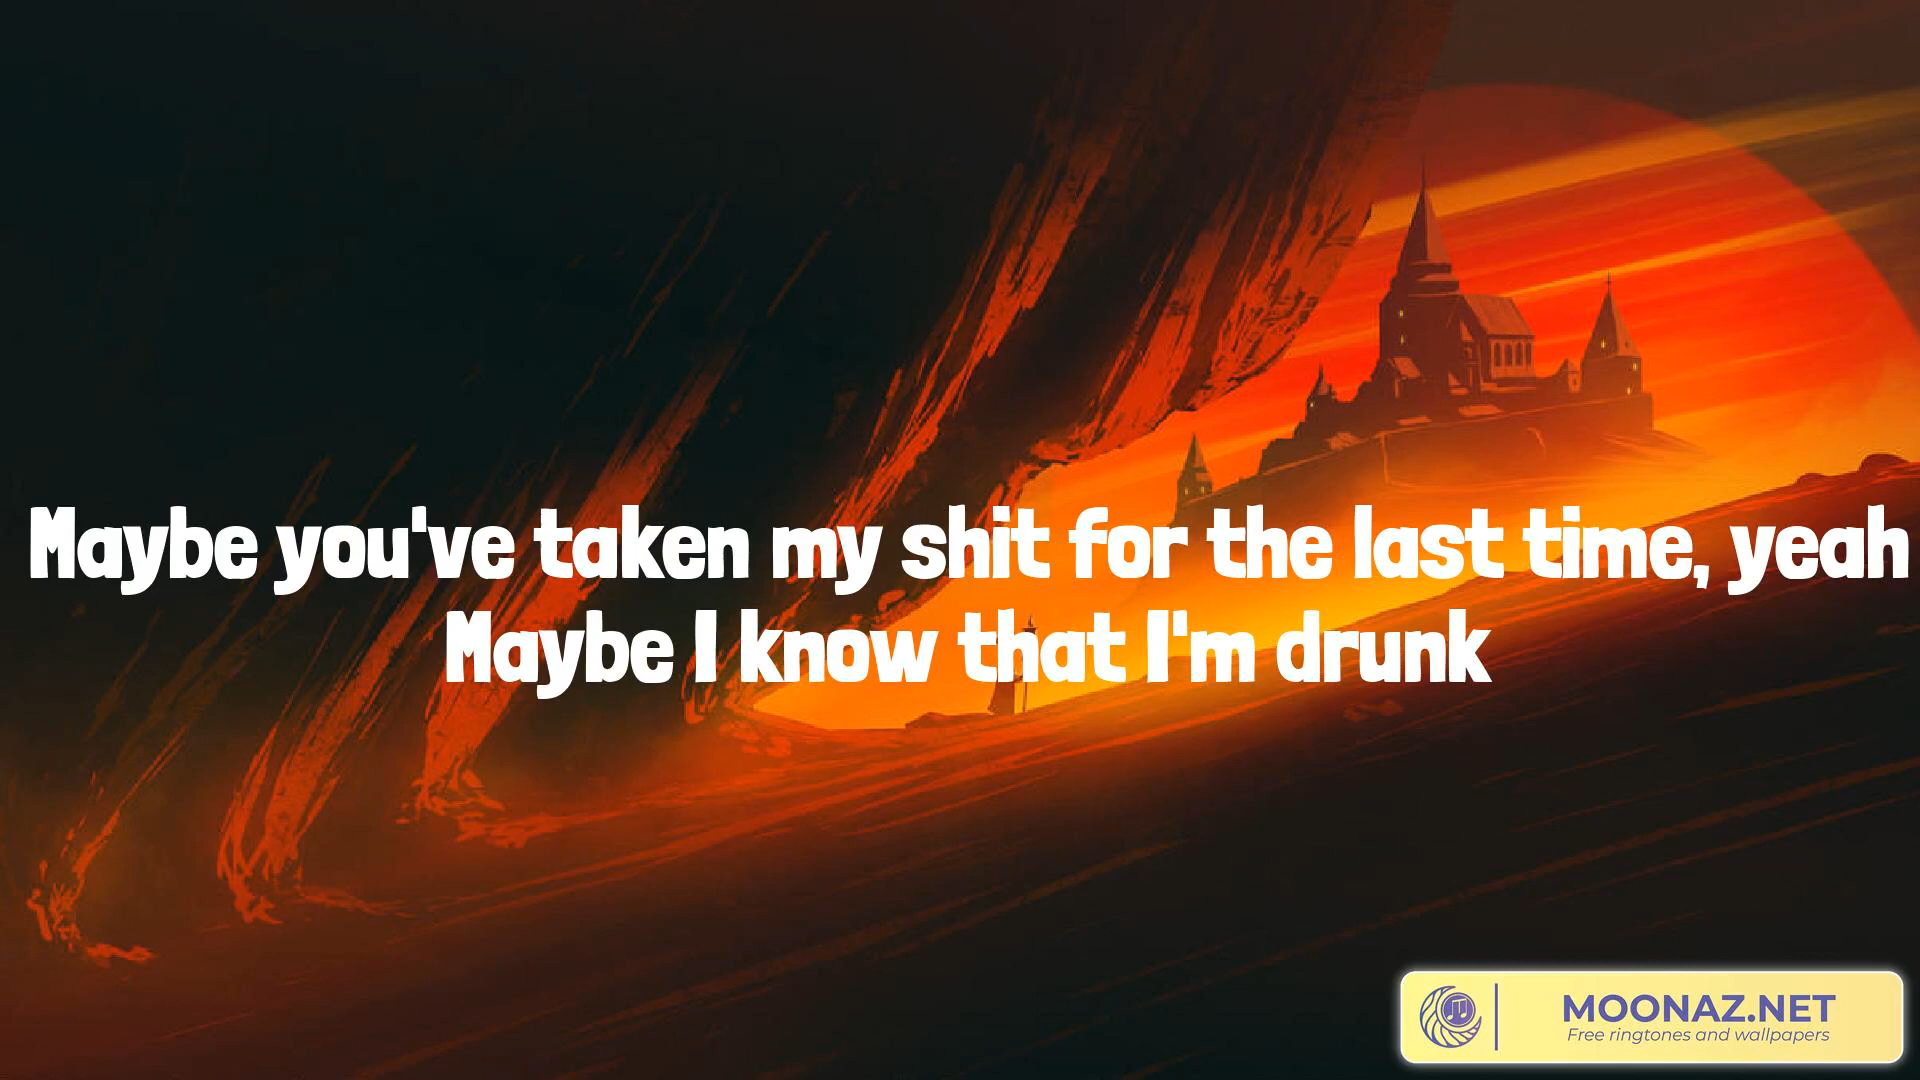 Maybe you've taken my shit for the last time, yeah
Maybe I know that I'm drunk
MOONAZ.NET
Free ringtones and wallpapers